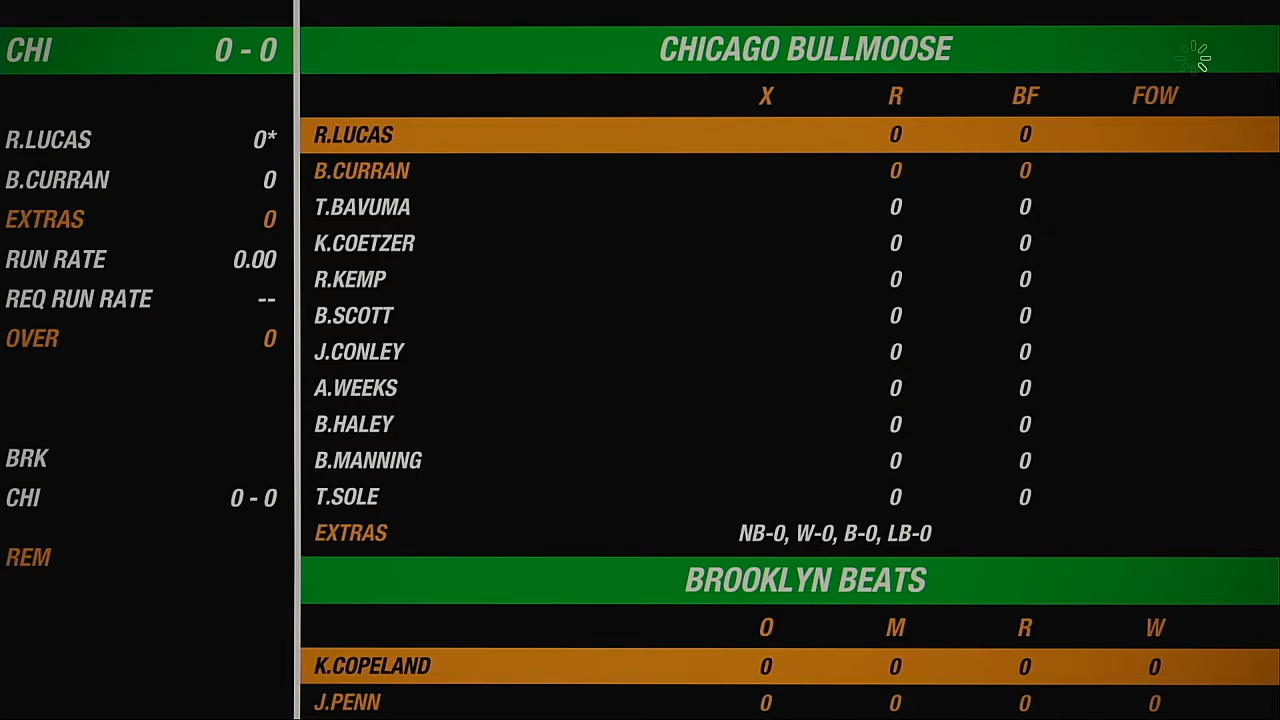 CHI 0 - 0
R.LUCAS 0*
B.CURRAN 0
EXTRAS 0
RUN RATE 0.00
REQ RUN RATE --
OVER 0
BRK
CHI 0 - 0
REM
CHICAGO BULLMOOSE
X R BF FOW
R.LUCAS 0 0
B.CURRAN 0 0
T.BAVUMA 0 0
K.COETZER 0 0
R.KEMP 0 0
B.SCOTT 0 0
J.CONLEY 0 0
A.WEEKS 0 0
B.HALEY 0 0
B.MANNING 0 0
T.SOLE 0 0
EXTRAS NB-0, W-0, B-0, LB-0
BROOKLYN BEATS
O M R W
K.COPELAND 0 0 0 0
J.PENN 0 0 0 0